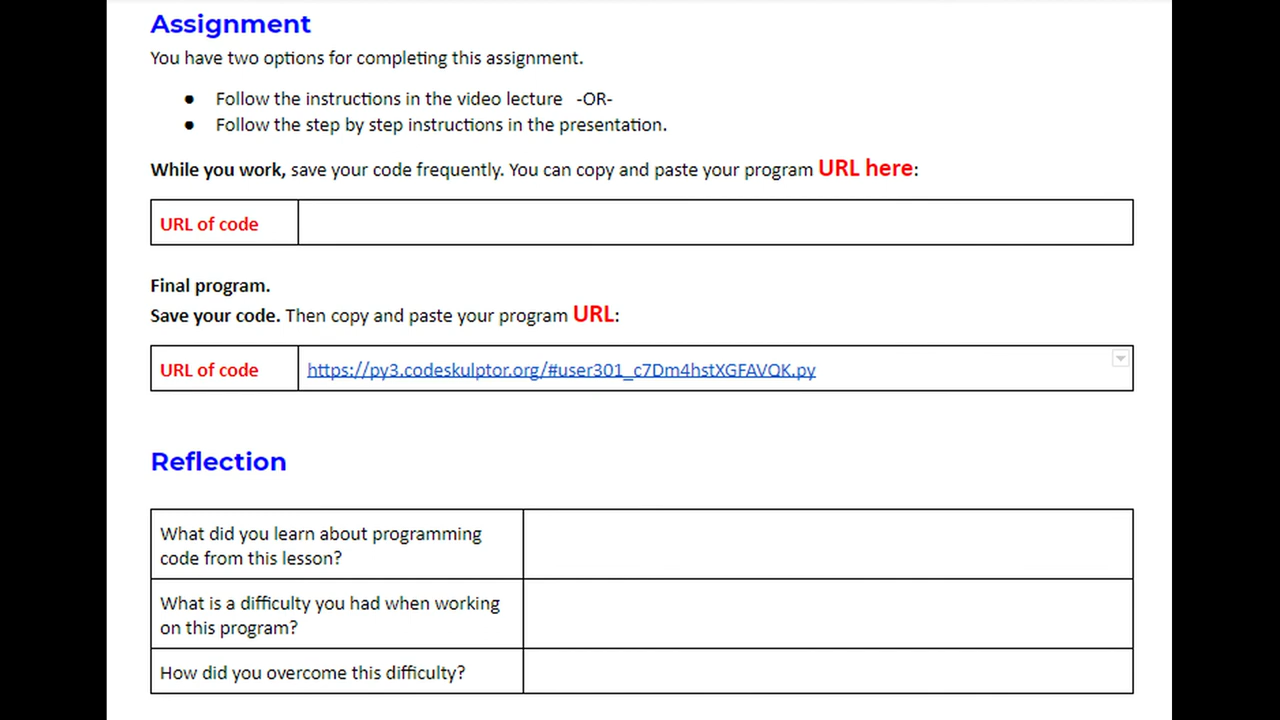 Assignment
You have two options for completing this assignment.
● Follow the instructions in the video lecture -OR-
● Follow the step by step instructions in the presentation.
While you work, save your code frequently. You can copy and paste your program URL here:
URL of code
Final program.
Save your code. Then copy and paste your program URL:
URL of code https://py3.codeskulptor.org/#user301_c7Dm4hstXGFAVQK.py
Reflection
What did you learn about programming
code from this lesson?
What is a difficulty you had when working
on this program?
How did you overcome this difficulty?